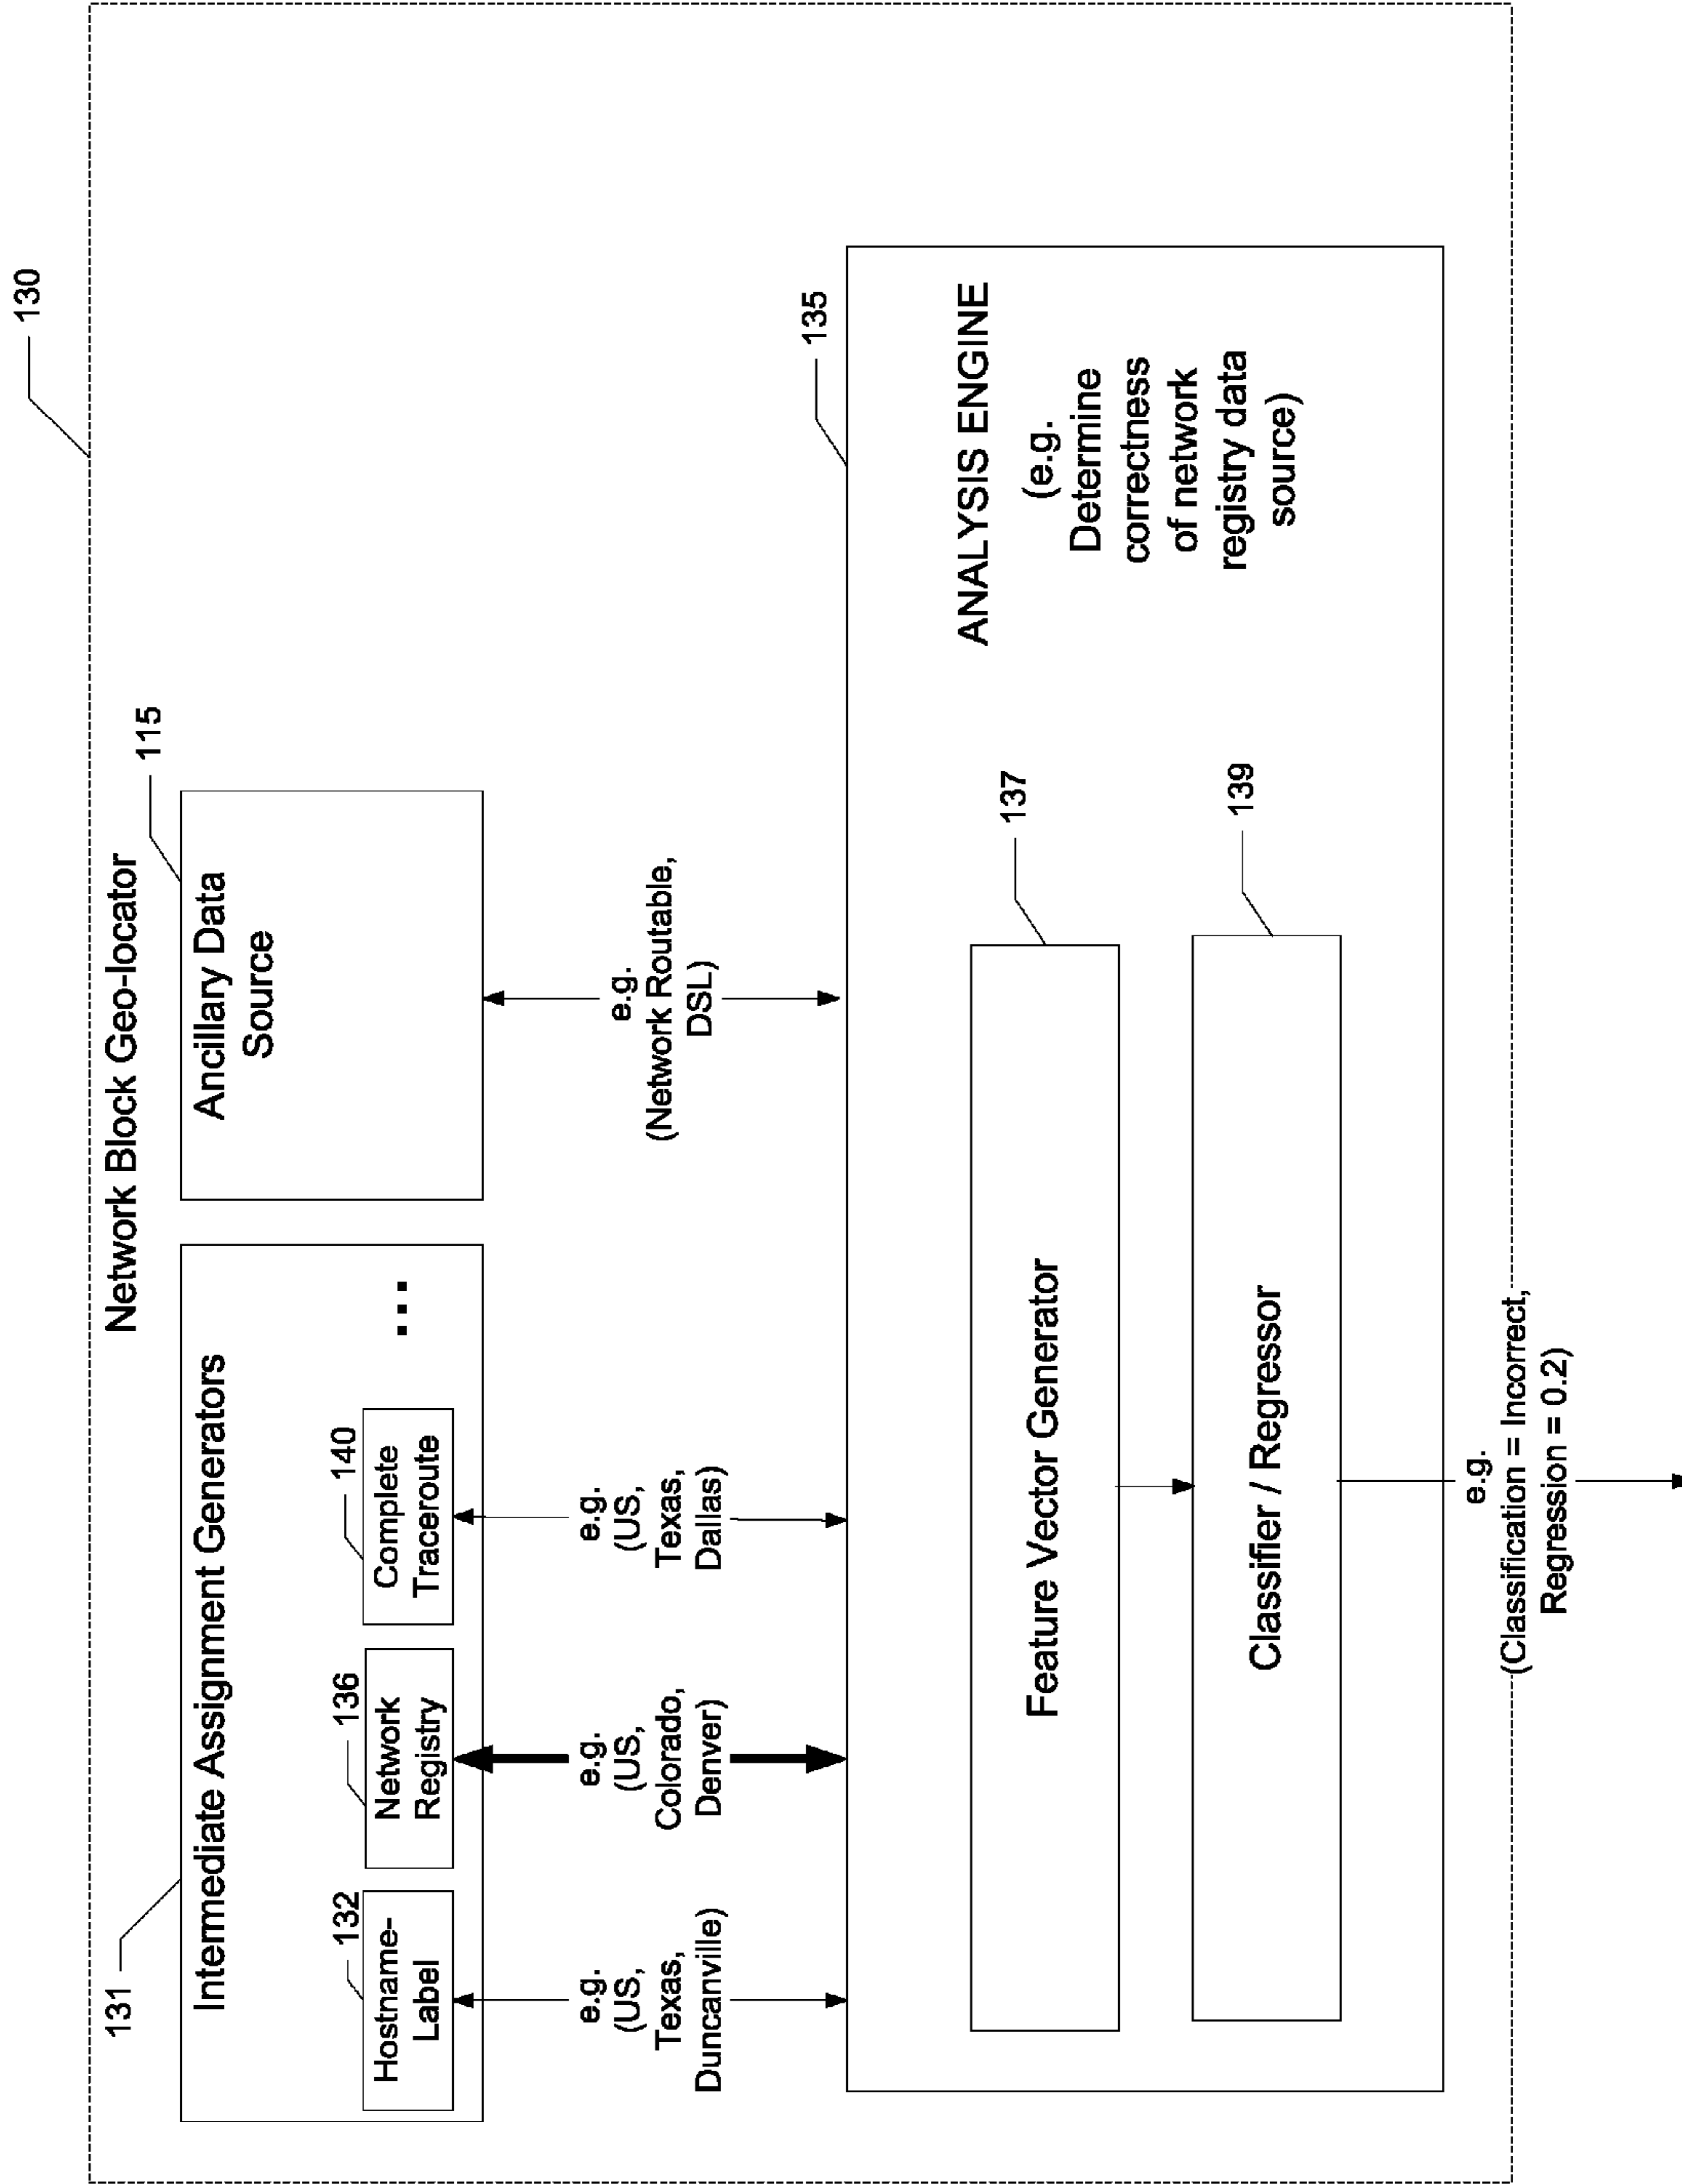 130
Network Block Geo-locator
131
Intermediate Assignment Generators
132
Hostname-
Label
136
Network
Registry
140
Complete
Traceroute
...
115
Ancillary Data
Source
e.g.
(US,
Texas,
Duncanville)
e.g.
(US,
Colorado,
Denver)
e.g.
(US,
Texas,
Dallas)
e.g.
(Network Routable,
DSL)
135
ANALYSIS ENGINE
(e.g.
Determine
correctness
of network
registry data
source)
137
Feature Vector Generator
139
Classifier / Regressor
e.g.
(Classification = Incorrect,
Regression = 0.2)